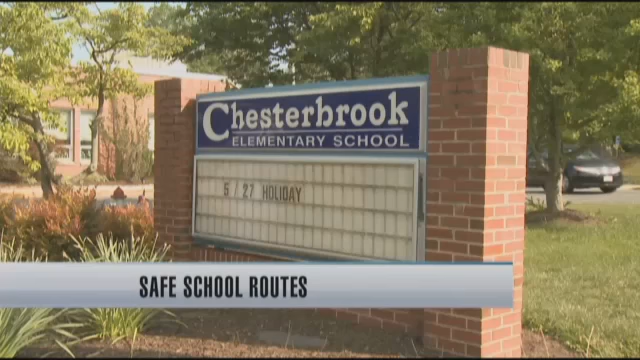 Chesterbrook
ELEMENTARY SCHOOL
5/27 HOLIDAY
SAFE SCHOOL ROUTES